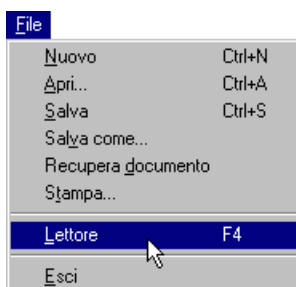 File
Nuovo Ctrl+N
Apri... Ctrl+A
Salva Ctrl+S
Salva come...
Recupera documento
Stampa...
Lettore F4
Esci